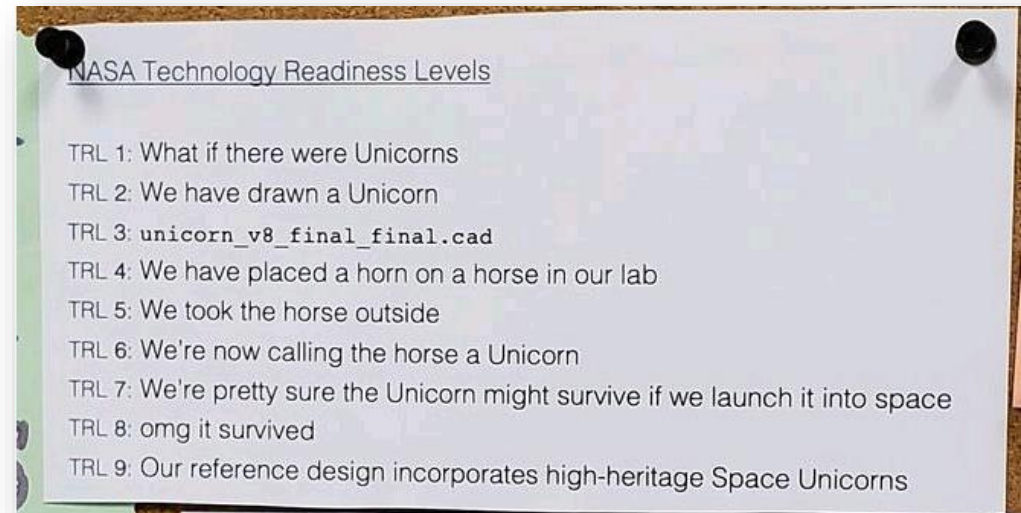 NASA Technology Readiness Levels
TRL 1: What if there were Unicorns
TRL 2: We have drawn a Unicorn
TRL 3: unicorn_v8_final_final.cad
TRL 4: We have placed a horn on a horse in our lab
TRL 5: We took the horse outside
TRL 6: We're now calling the horse a Unicorn
TRL 7: We're pretty sure the Unicorn might survive if we launch it into space
TRL 8: omg it survived
TRL 9: Our reference design incorporates high-heritage Space Unicorns